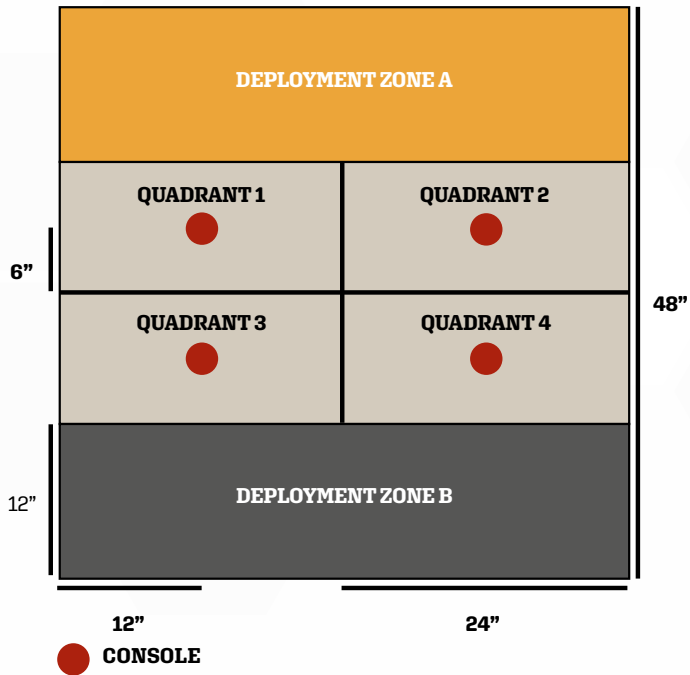 DEPLOYMENT ZONE A
QUADRANT 1
QUADRANT 2
6”
QUADRANT 3
QUADRANT 4
48”
12”
DEPLOYMENT ZONE B
12”
24”
CONSOLE